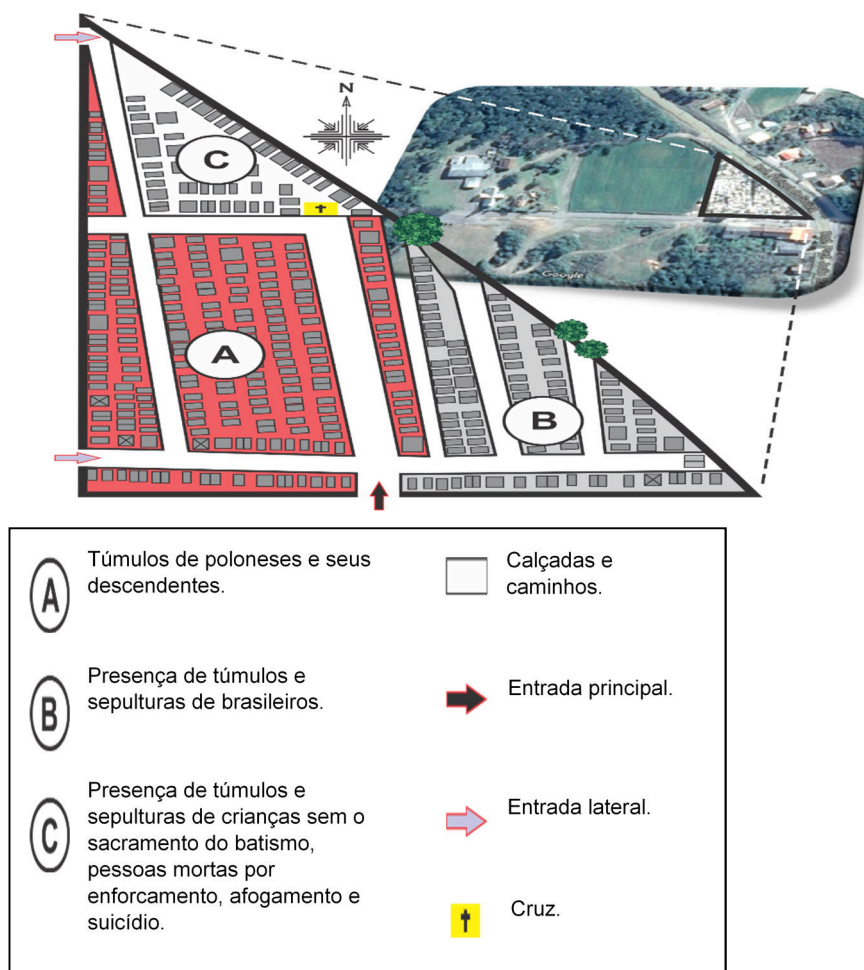 N
C
Google
A
B
A
Túmulos de poloneses e seus
descendentes.
B
Presença de túmulos e
sepulturas de brasileiros.
C
Presença de túmulos e
sepulturas de crianças sem o
sacramento do batismo,
pessoas mortas por
enforcamento, afogamento e
suicídio.
Calçadas e
caminhos.
Entrada principal.
Entrada lateral.
Cruz.